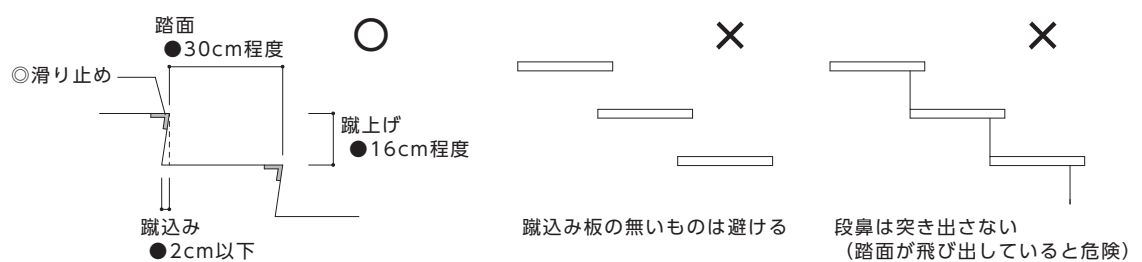 踏面
●30cm程度
◎滑り止め
蹴上げ
●16cm程度
蹴込み
●2cm以下
蹴込み板の無いものは避ける
段鼻は突き出さない
（踏面が飛び出していると危険）